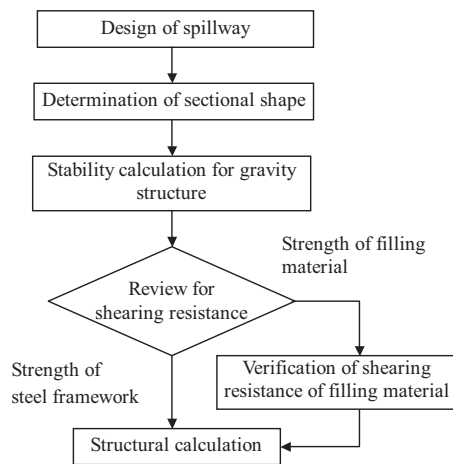 Design of spillway
Determination of sectional shape
Stability calculation for gravity
structure
Strength of filling
material
Review for
shearing resistance
Strength of
steel framework
Verification of shearing
resistance of filling material
Structural calculation